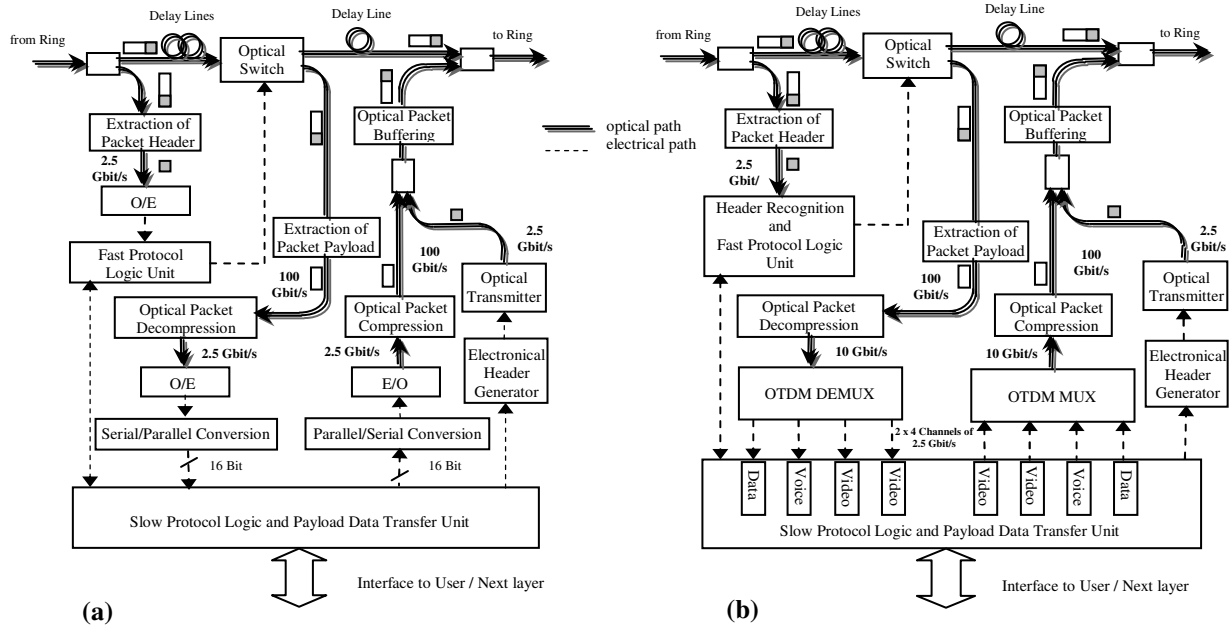 Delay Lines
Delay Line
from Ring
to Ring
Optical
Switch
Extraction of
Packet Header
Optical Packet
Buffering
2.5
Gbit/s
O/E
Fast Protocol
Logic Unit
Extraction of
Packet Payload
100
Gbit/s
100
Gbit/s
2.5
Gbit/s
Optical
Transmitter
Optical Packet
Decompression
Optical Packet
Compression
2.5 Gbit/s
2.5 Gbit/s
Electronical
Header
Generator
O/E
E/O
Serial/Parallel Conversion
Parallel/Serial Conversion
16 Bit
16 Bit
Slow Protocol Logic and Payload Data Transfer Unit
Interface to User / Next layer
(a)
optical path
electrical path
Delay Lines
Delay Line
from Ring
to Ring
Optical
Switch
Extraction of
Packet Header
Optical Packet
Buffering
2.5
Gbit/
Header Recognition
and
Fast Protocol Logic
Unit
Extraction of
Packet Payload
100
Gbit/s
100
Gbit/s
2.5
Gbit/s
Optical
Transmitter
Optical Packet
Decompression
Optical Packet
Compression
10 Gbit/s
10 Gbit/s
Electronical
Header
Generator
OTDM DEMUX
OTDM MUX
2 x 4 Channels of
2.5 Gbit/s
Data
Voice
Video
Video
Video
Video
Voice
Data
Slow Protocol Logic and Payload Data Transfer Unit
Interface to User / Next layer
(b)